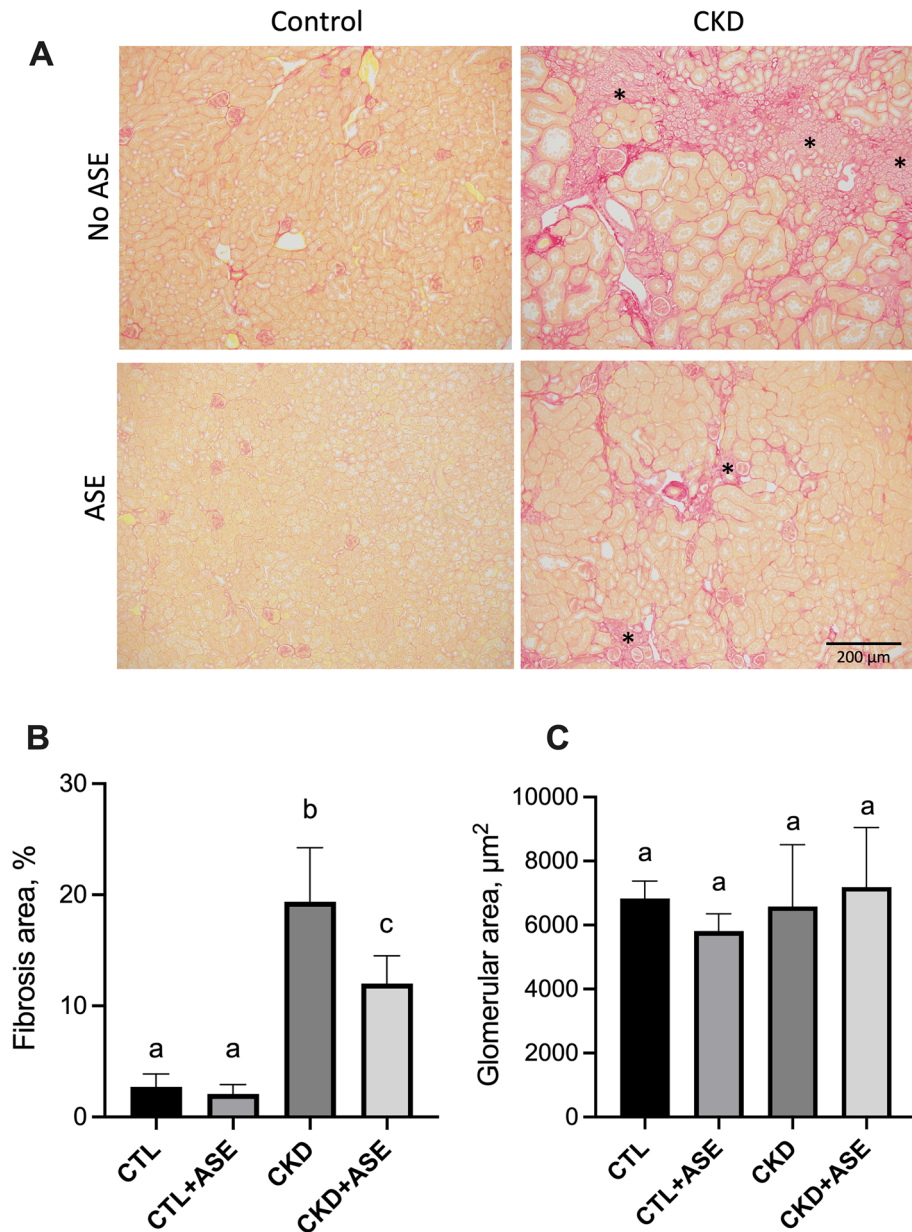 Control CKD
A
No ASE
*
*
*
ASE
*
*
200 µm
B
30
20
10
0
Fibrosis area, %
a
a
b
c
CTL
CTL+ASE
CKD
CKD+ASE
C
10000
8000
6000
4000
2000
0
Glomerular area, µm²
a
a
a
a
CTL
CTL+ASE
CKD
CKD+ASE